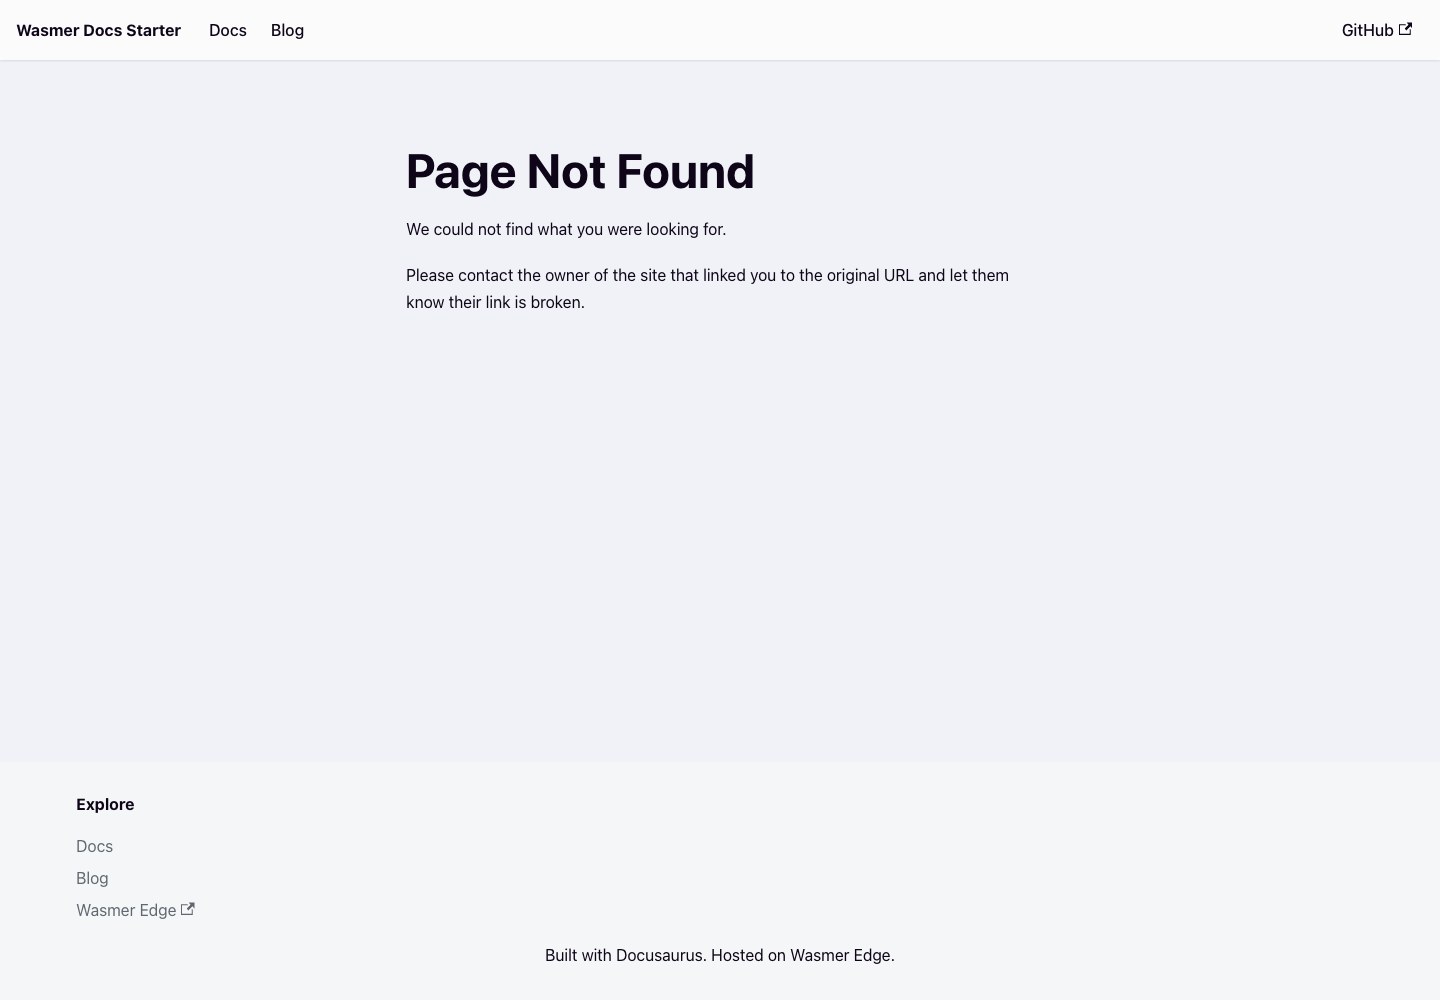 Wasmer Docs Starter Docs Blog GitHub
Page Not Found
We could not find what you were looking for.
Please contact the owner of the site that linked you to the original URL and let them
know their link is broken.
Explore
Docs
Blog
Wasmer Edge
Built with Docusaurus. Hosted on Wasmer Edge.